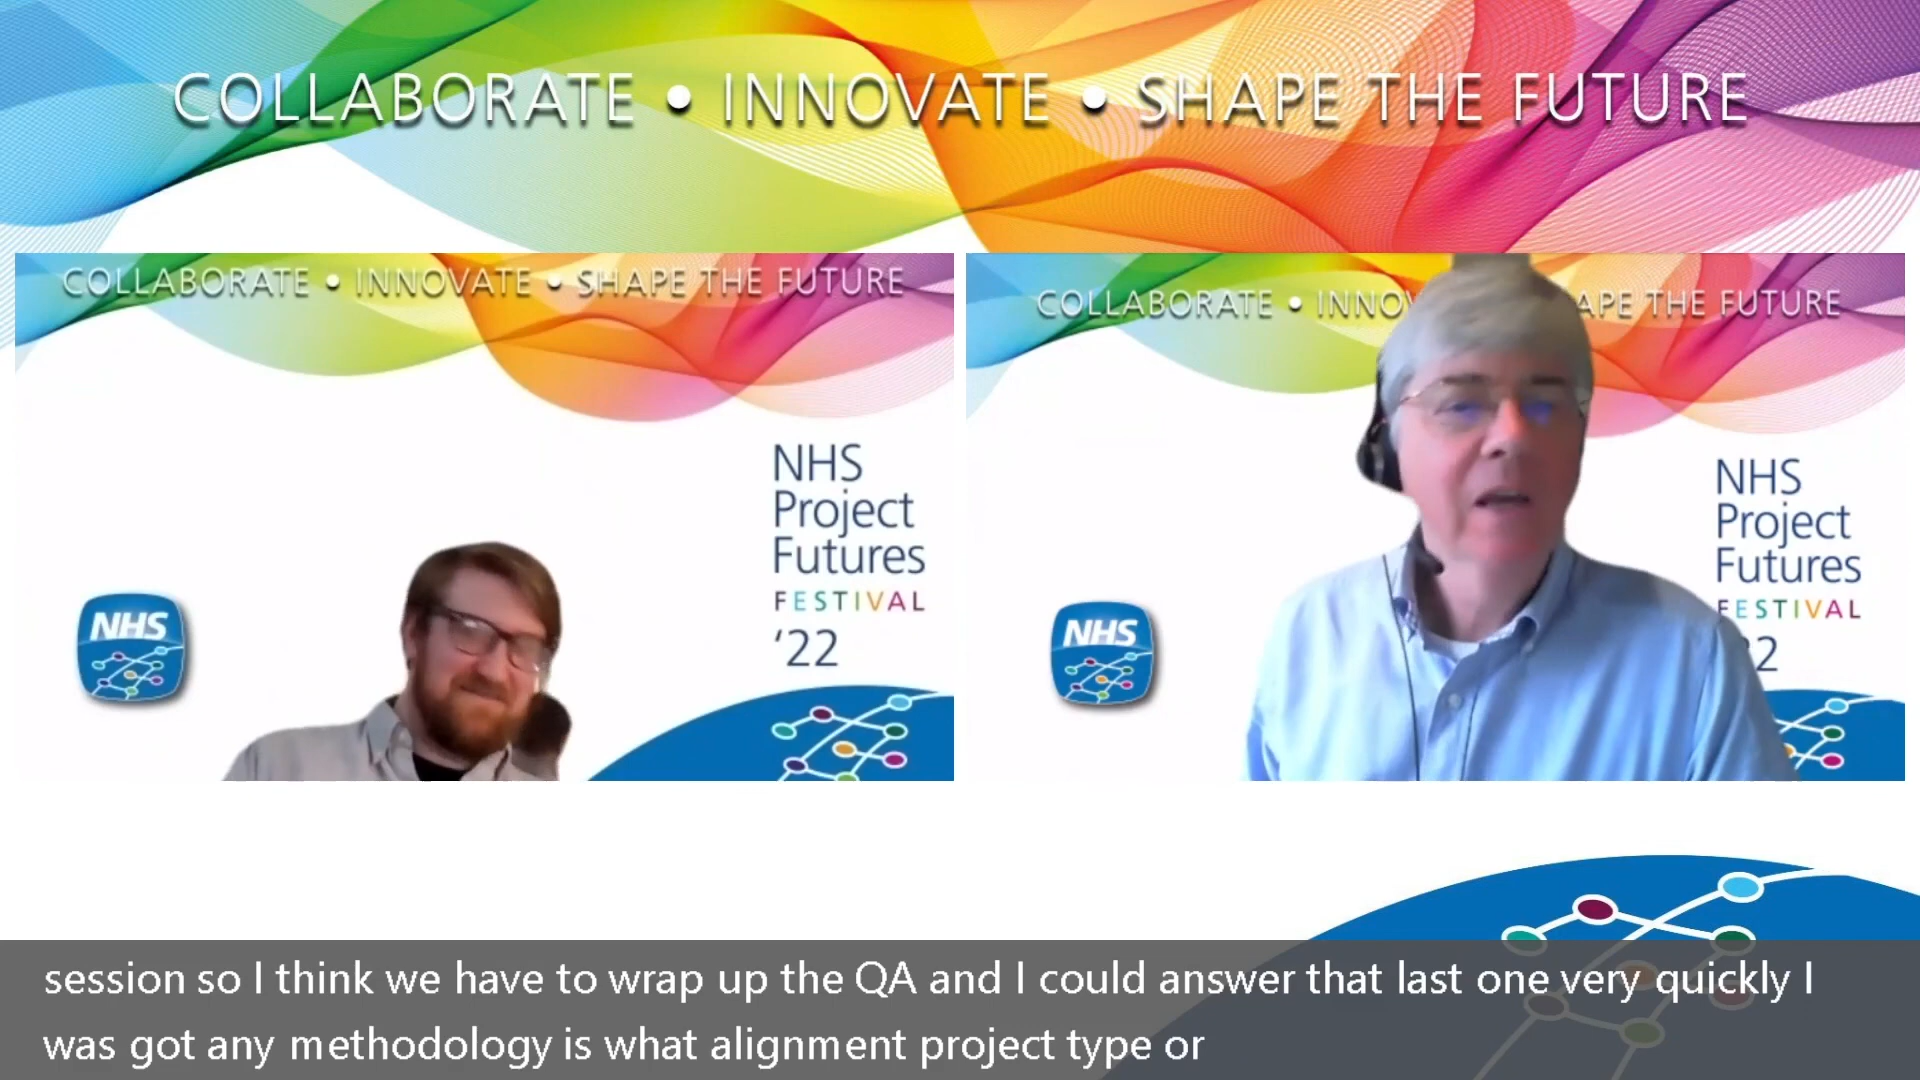 COLLABORATE • INNOVATE • SHAPE THE FUTURE
COLLABORATE • INNOVATE • SHAPE THE FUTURE
NHS
Project
Futures
FESTIVAL
'22
NHS
COLLABORATE • INNOV APE THE FUTURE
NHS
Project
Futures
FESTIVAL
22
NHS
session so I think we have to wrap up the QA and I could answer that last one very quickly I
was got any methodology is what alignment project type or